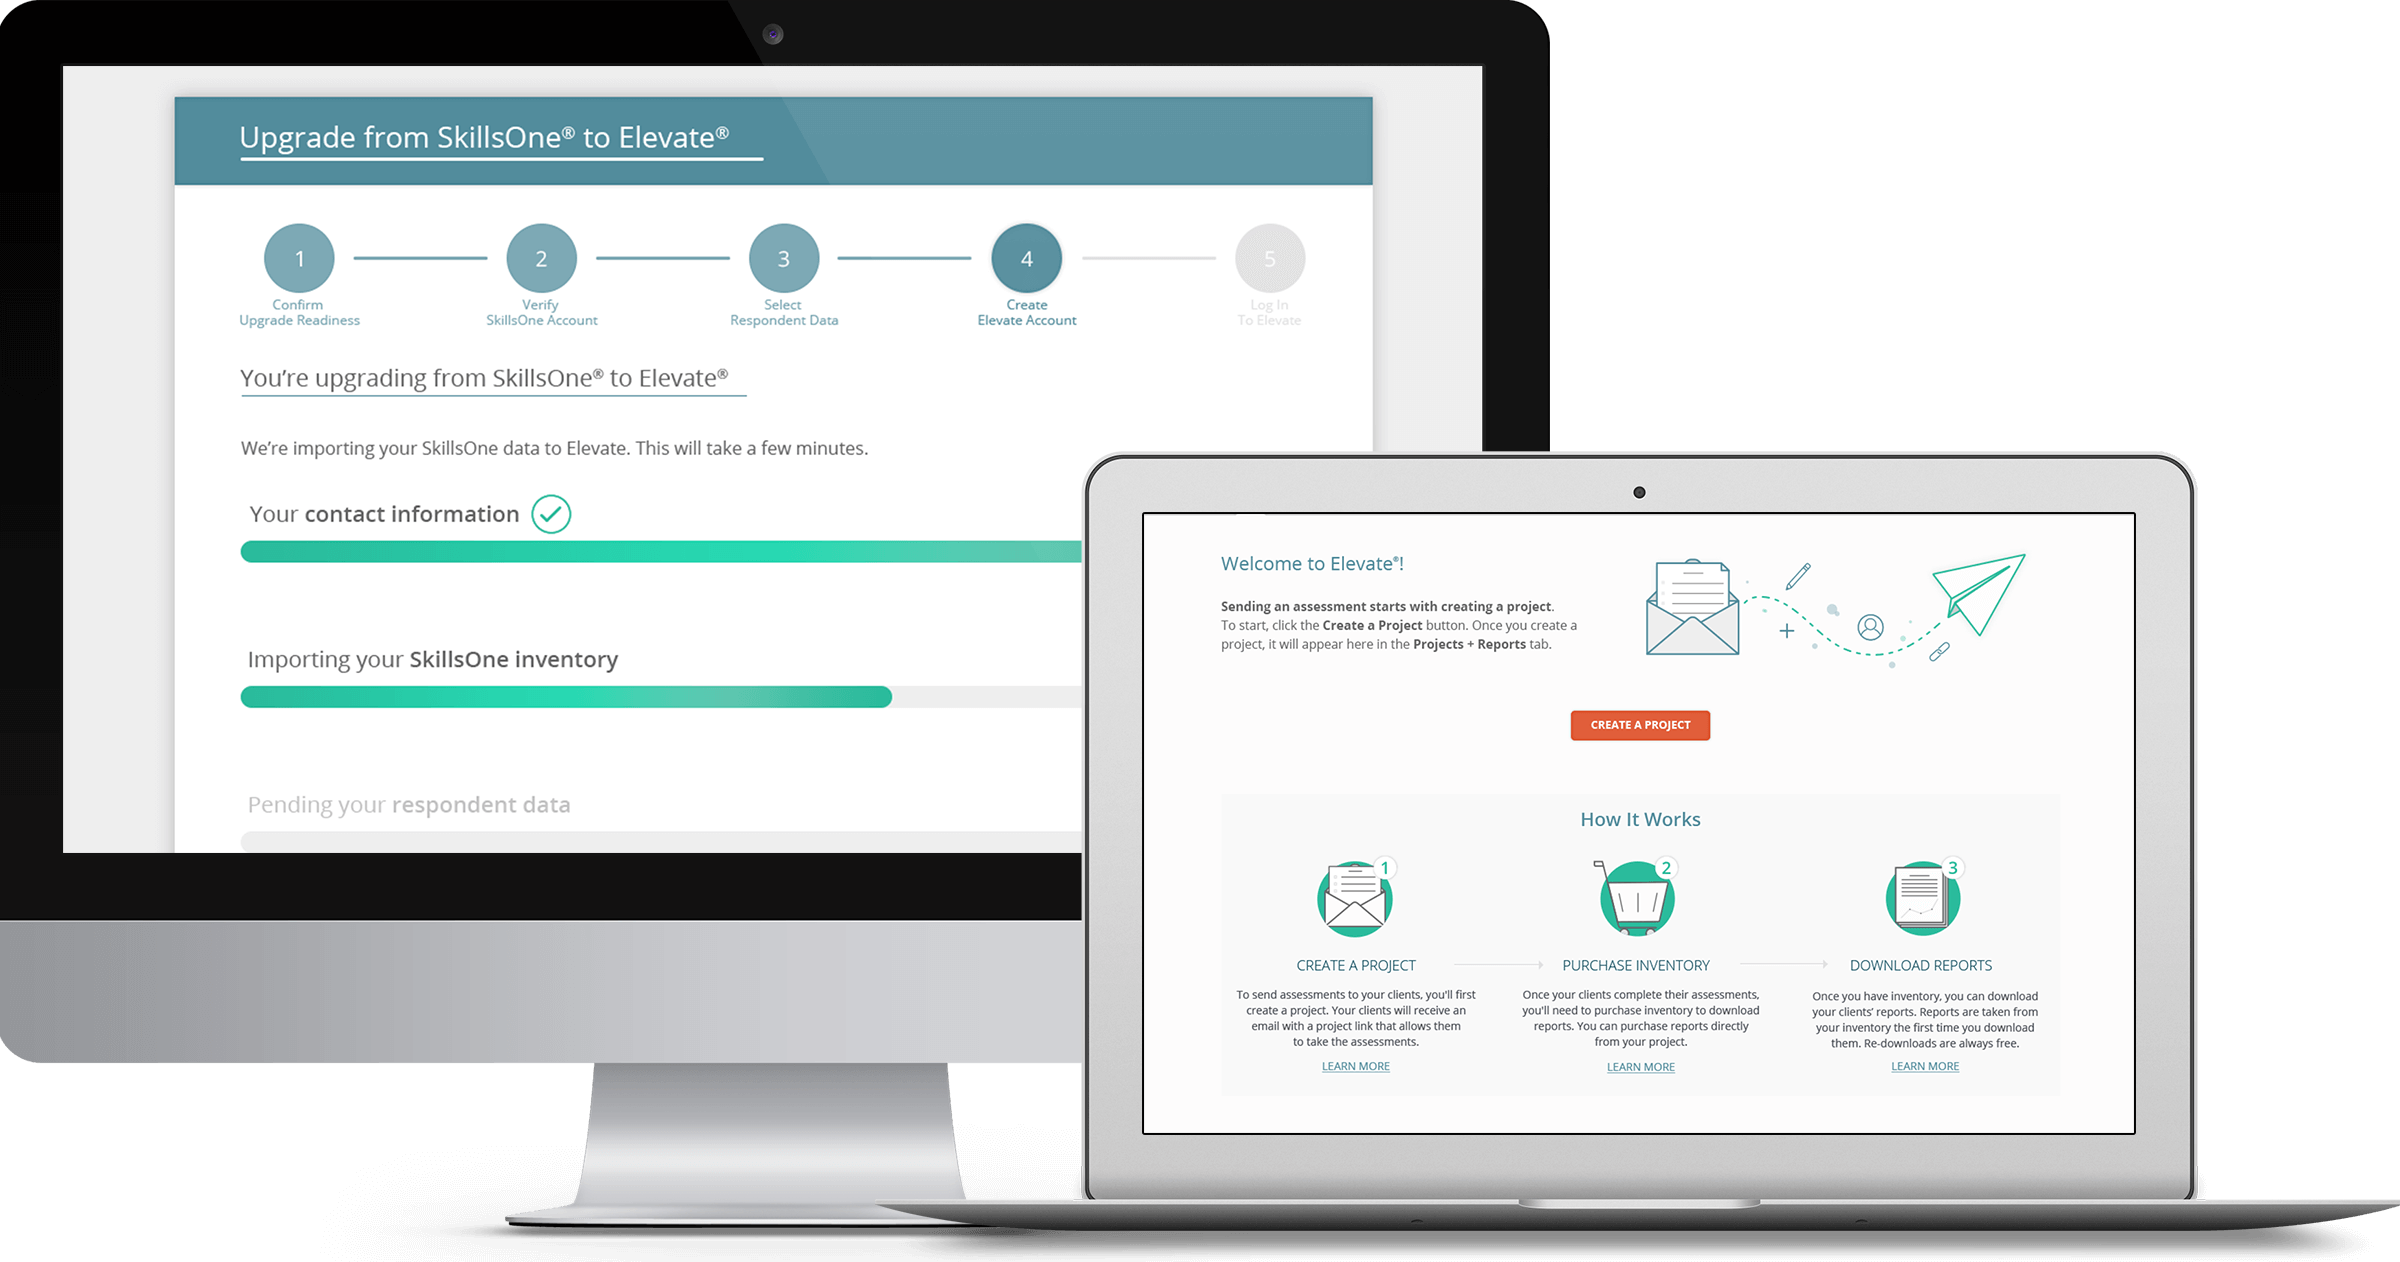 Upgrade from SkillsOne® to Elevate®
1
2
3
4
5
Confirm
Upgrade Readiness
Verify
SkillsOne Account
Select
Respondent Data
Create
Elevate Account
Log In
To Elevate
You’re upgrading from SkillsOne® to Elevate®
We’re importing your SkillsOne data to Elevate. This will take a few minutes.
Your contact information
Importing your SkillsOne inventory
Pending your respondent data
Welcome to Elevate®!
Sending an assessment starts with creating a project.
To start, click the Create a Project button. Once you create a
project, it will appear here in the Projects + Reports tab.
CREATE A PROJECT
How It Works
1
CREATE A PROJECT
To send assessments to your clients, you'll first
create a project. Your clients will receive an
email with a project link that allows them
to take the assessments.
LEARN MORE
2
PURCHASE INVENTORY
Once your clients complete their assessments,
you'll need to purchase inventory to download
reports. You can purchase reports directly
from your project.
LEARN MORE
3
DOWNLOAD REPORTS
Once you have inventory, you can download
your clients’ reports. Reports are taken from
your inventory the first time you download
them. Re-downloads are always free.
LEARN MORE